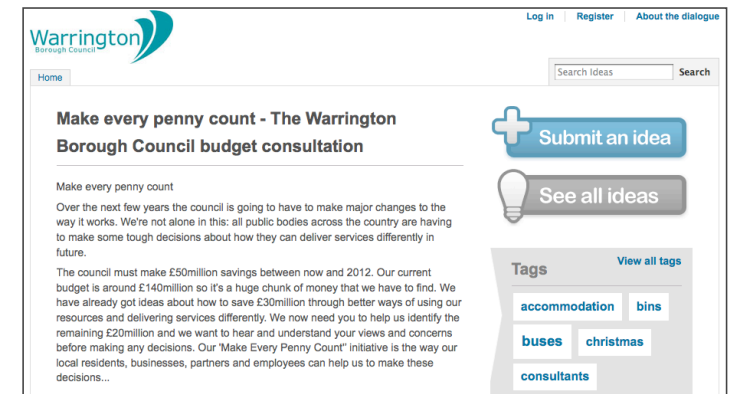 Log in Register About the dialogue
Warrington
Borough Council
Home
Search Ideas Search
Make every penny count - The Warrington
Borough Council budget consultation
Make every penny count
Over the next few years the council is going to have to make major changes to the
way it works. We're not alone in this: all public bodies across the country are having
to make some tough decisions about how they can deliver services differently in
future.
The council must make £50million savings between now and 2012. Our current
budget is around £140million so it's a huge chunk of money that we have to find. We
have already got ideas about how to save £30million through better ways of using our
resources and delivering services differently. We now need you to help us identify the
remaining £20million and we want to hear and understand your views and concerns
before making any decisions. Our 'Make Every Penny Count" initiative is the way our
local residents, businesses, partners and employees can help us to make these
decisions...
Submit an idea
See all ideas
Tags View all tags
accommodation bins
buses christmas
consultants